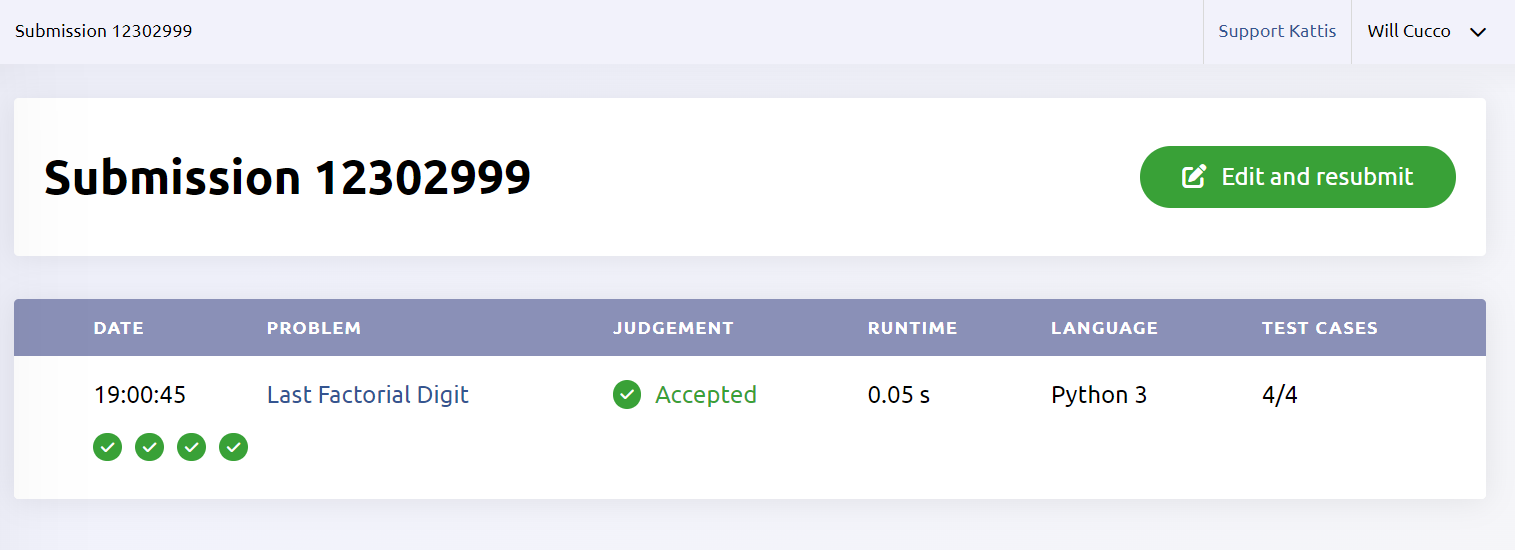 Submission 12302999 Support Kattis Will Cucco
Submission 12302999 Edit and resubmit
DATE PROBLEM JUDGEMENT RUNTIME LANGUAGE TEST CASES
19:00:45 Last Factorial Digit Accepted 0.05 s Python 3 4/4